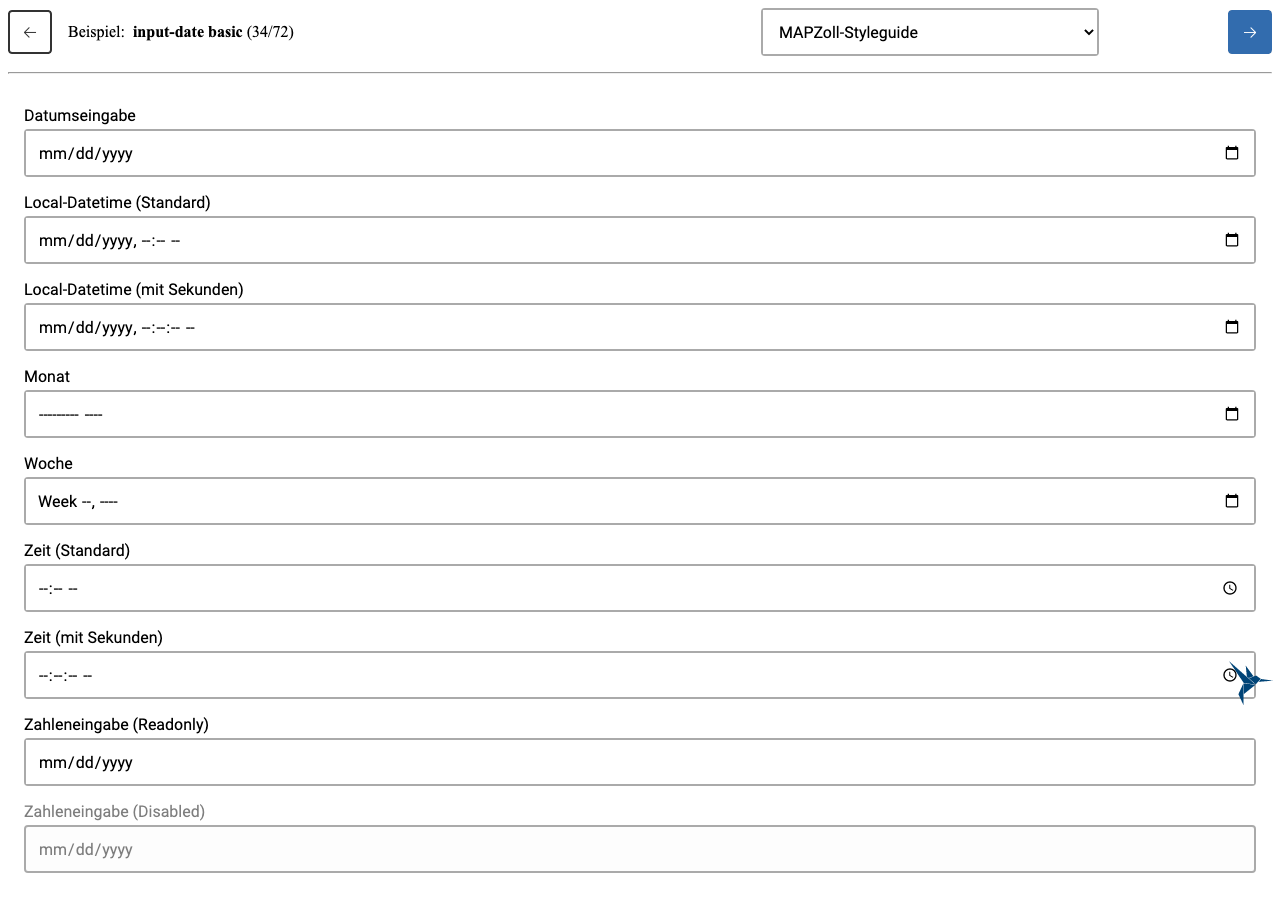 Beispiel: input-date basic (34/72)
MAPZoll-Styleguide
Datumseingabe
mm/dd/yyyy
Local-Datetime (Standard)
mm/dd/yyyy, --:-- --
Local-Datetime (mit Sekunden)
mm/dd/yyyy, --:--:-- --
Monat
--------- ----
Woche
Week --, ----
Zeit (Standard)
--:-- --
Zeit (mit Sekunden)
--:--:-- --
Zahleneingabe (Readonly)
mm/dd/yyyy
Zahleneingabe (Disabled)
mm/dd/yyyy